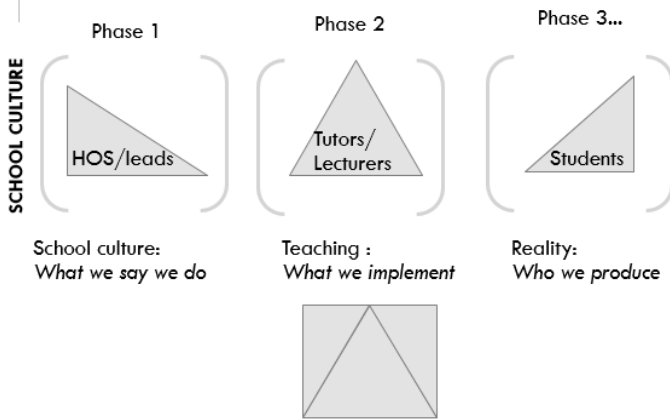 SCHOOL CULTURE
Phase 1
HOS/leads
School culture:
What we say we do
Phase 2
Tutors/
Lecturers
Teaching :
What we implement
Phase 3...
Students
Reality:
Who we produce